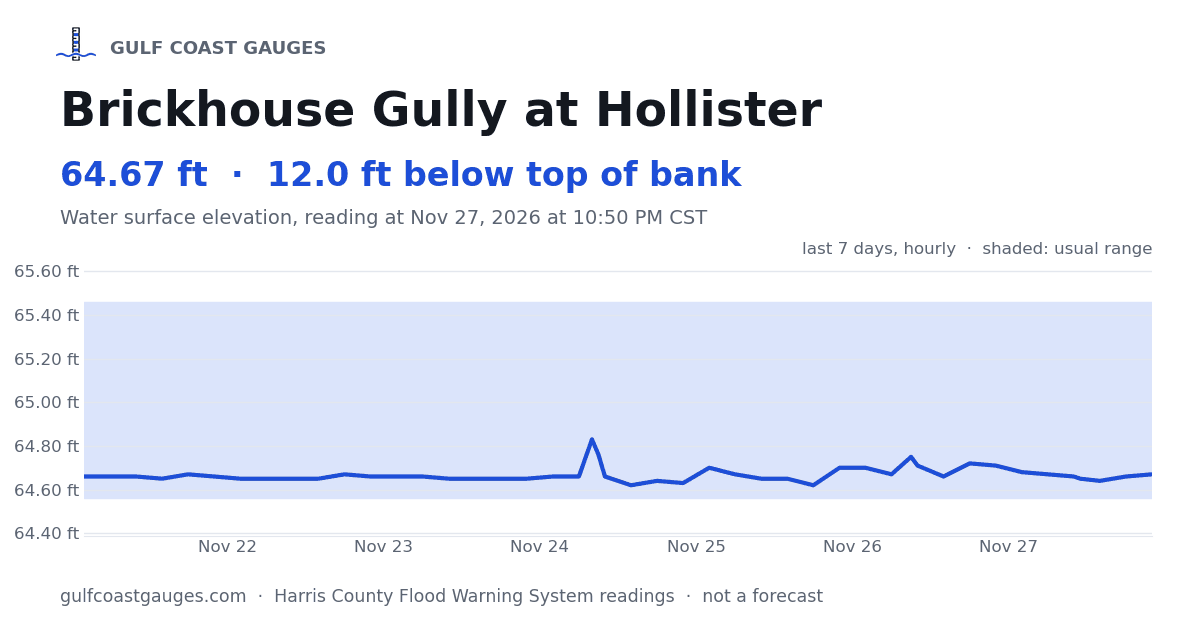 GULF COAST GAUGES
Brickhouse Gully at Hollister
64.67 ft · 12.0 ft below top of bank
Water surface elevation, reading at Nov 27, 2026 at 10:50 PM CST
last 7 days, hourly · shaded: usual range
65.60 ft
65.40 ft
65.20 ft
65.00 ft
64.80 ft
64.60 ft
64.40 ft
Nov 22 Nov 23 Nov 24 Nov 25 Nov 26 Nov 27
gulfcoastgauges.com · Harris County Flood Warning System readings · not a forecast